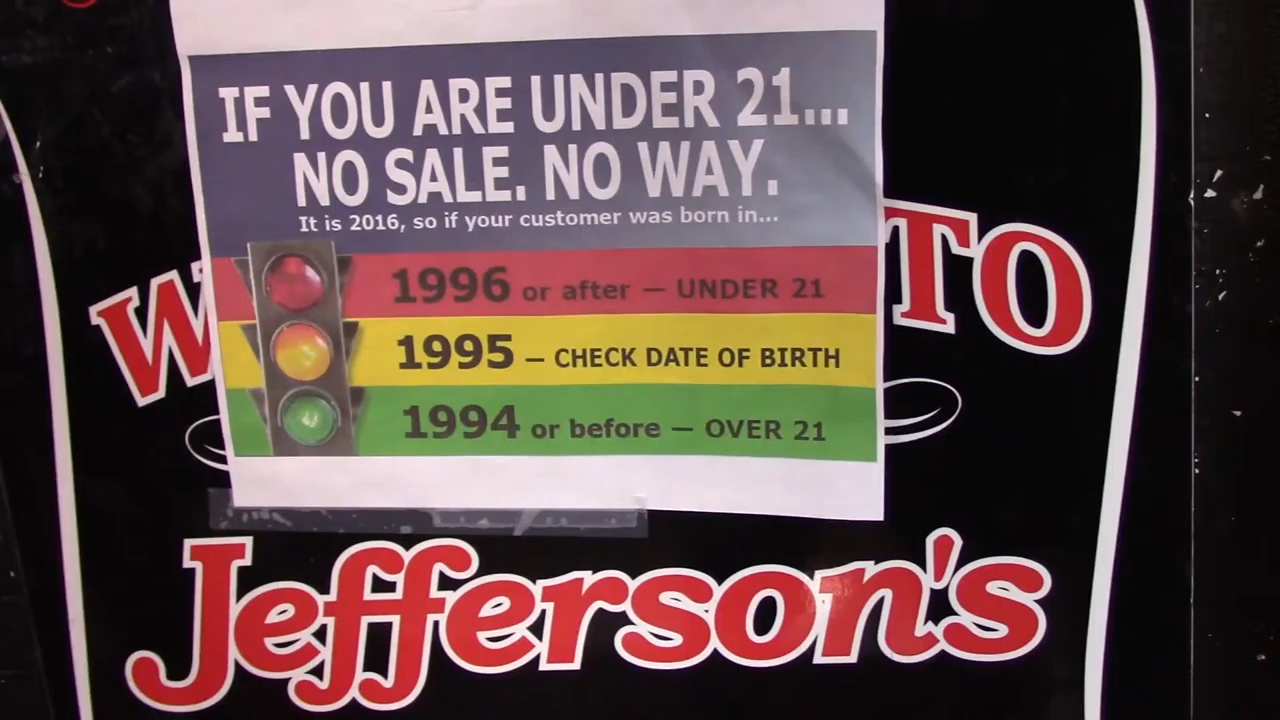 IF YOU ARE UNDER 21...
NO SALE. NO WAY.
It is 2016, so if your customer was born in...
1996 or after — UNDER 21
1995 – CHECK DATE OF BIRTH
1994 or before — OVER 21
TO
Jefferson's